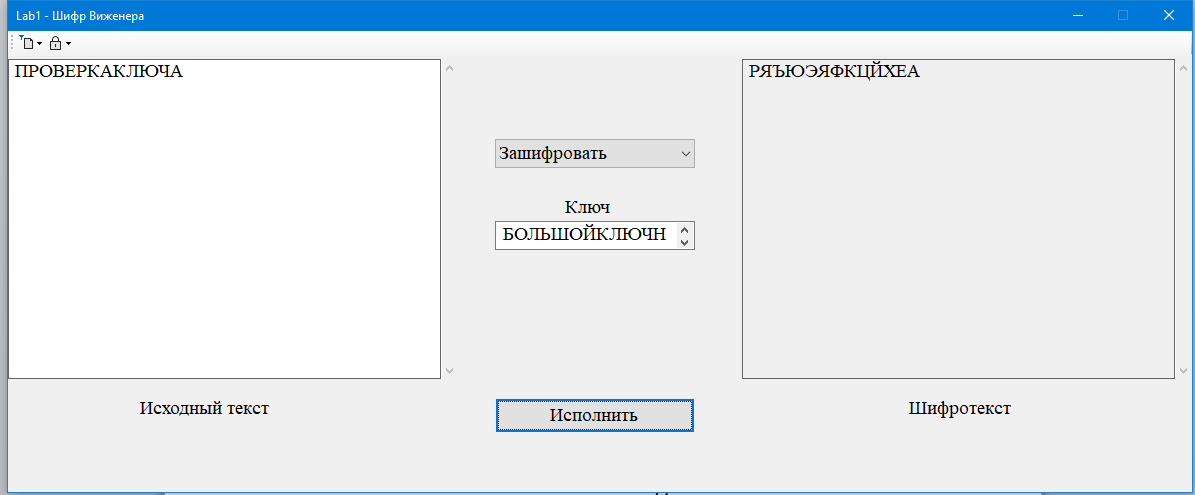 Lab1 - Шифр Виженера
ПРОВЕРКАКЛЮЧА
РЯЪЮЭЯФКЦЙХЕА
Зашифровать
Ключ
БОЛЬШОЙКЛЮЧН
Исходный текст
Исполнить
Шифротекст